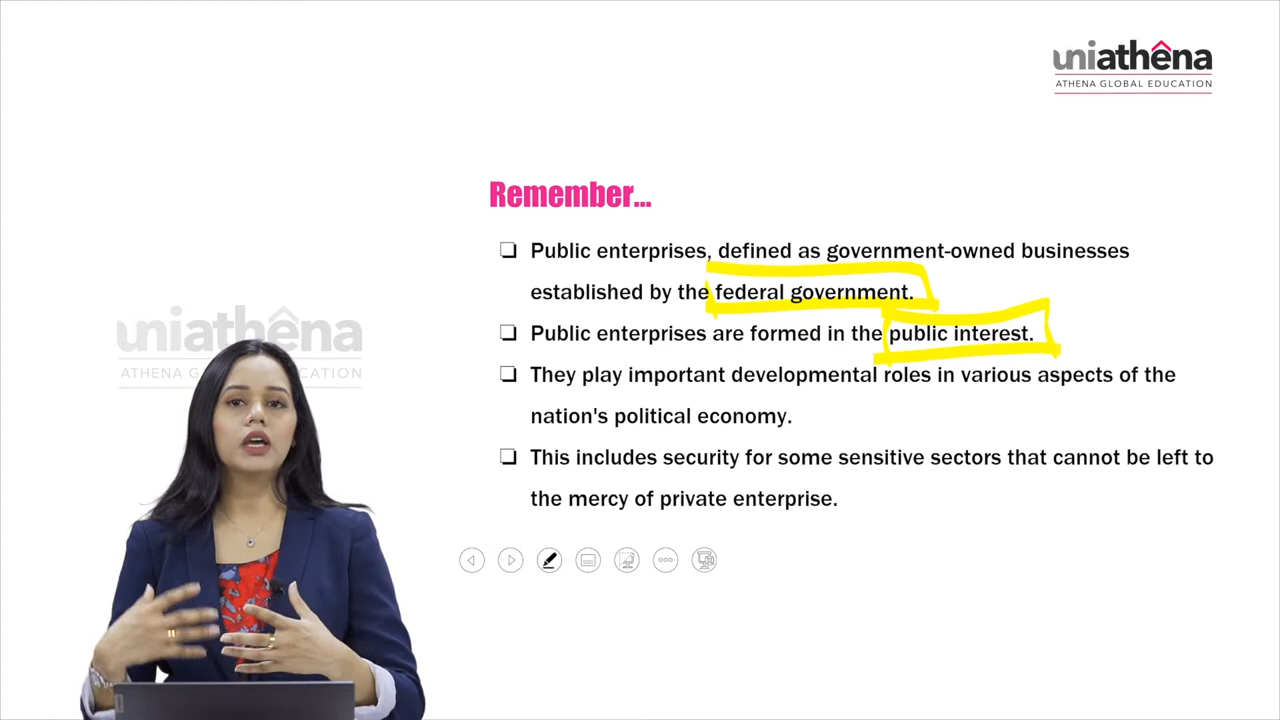 uniathena
ATHENA GLOBAL EDUCATION
Remember...
❏ Public enterprises, defined as government-owned businesses
established by the federal government.
❏ Public enterprises are formed in the public interest.
❏ They play important developmental roles in various aspects of the
nation's political economy.
❏ This includes security for some sensitive sectors that cannot be left to
the mercy of private enterprise.
uniathena
ATHENA G
EDUCATION